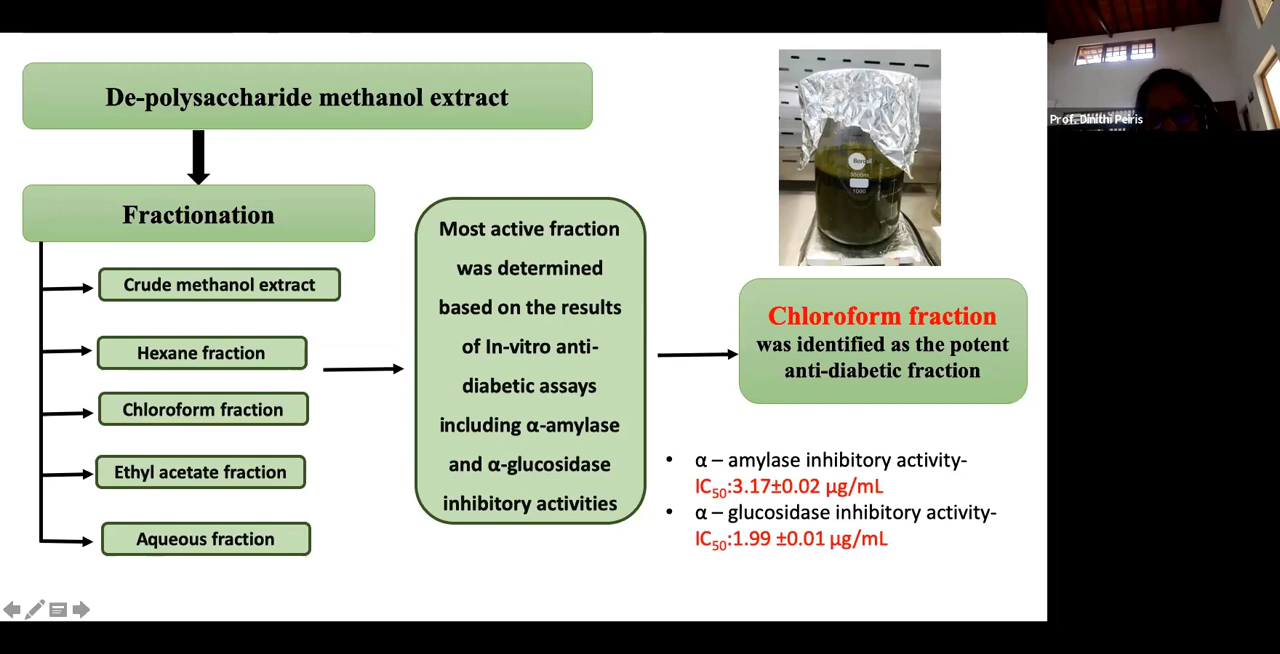 De-polysaccharide methanol extract
Fractionation
Crude methanol extract
Hexane fraction
Chloroform fraction
Ethyl acetate fraction
Aqueous fraction
Most active fraction
was determined
based on the results
of In-vitro anti-
diabetic assays
including α-amylase
and α-glucosidase
inhibitory activities
Chloroform fraction
was identified as the potent
anti-diabetic fraction
• α – amylase inhibitory activity-
IC50:3.17±0.02 µg/mL
• α – glucosidase inhibitory activity-
IC50:1.99 ±0.01 µg/mL
1000
Prof. Dinithi Peiris